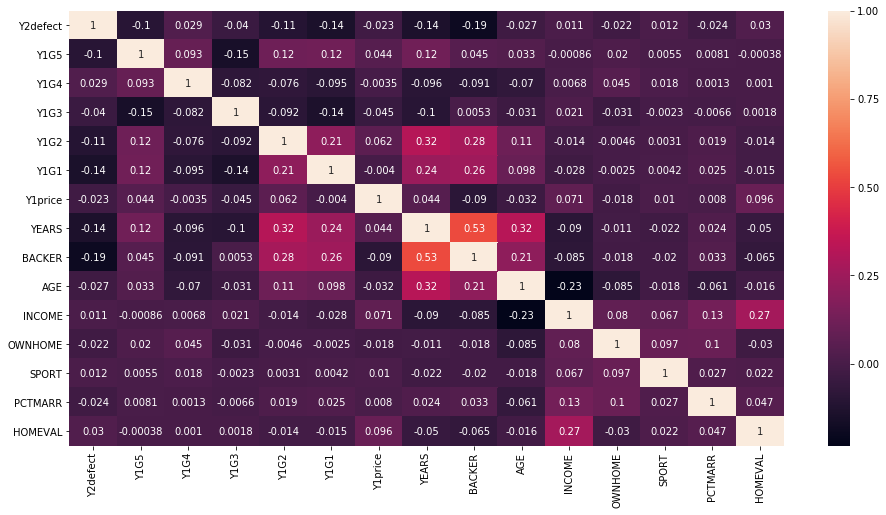 Y2defect 1 -0.1 0.029 -0.04 -0.11 -0.14 -0.023 -0.14 -0.19 -0.027 0.011 -0.022 0.012 -0.024 0.03 1.00
Y1G5 -0.1 1 0.093 -0.15 0.12 0.12 0.044 0.12 0.045 0.033 -0.00086 0.02 0.0055 0.0081 -0.00038
Y1G4 0.029 0.093 1 -0.082 -0.076 -0.095 -0.0035 -0.096 -0.091 -0.07 0.0068 0.045 0.018 0.0013 0.001
0.75
Y1G3 -0.04 -0.15 -0.082 1 -0.092 -0.14 -0.045 -0.1 0.0053 -0.031 0.021 -0.031 -0.0023 -0.0066 0.0018
Y1G2 -0.11 0.12 -0.076 -0.092 1 0.21 0.062 0.32 0.28 0.11 -0.014 -0.0046 0.0031 0.019 -0.014
Y1G1 -0.14 0.12 -0.095 -0.14 0.21 1 -0.004 0.24 0.26 0.098 -0.028 -0.0025 0.0042 0.025 -0.015
0.50
Y1price -0.023 0.044 -0.0035 -0.045 0.062 -0.004 1 0.044 -0.09 -0.032 0.071 -0.018 0.01 0.008 0.096
YEARS -0.14 0.12 -0.096 -0.1 0.32 0.24 0.044 1 0.53 0.32 -0.09 -0.011 -0.022 0.024 -0.05
BACKER -0.19 0.045 -0.091 0.0053 0.28 0.26 -0.09 0.53 1 0.21 -0.085 -0.018 -0.02 0.033 -0.065
0.25
AGE -0.027 0.033 -0.07 -0.031 0.11 0.098 -0.032 0.32 0.21 1 -0.23 -0.085 -0.018 -0.061 -0.016
INCOME 0.011 -0.00086 0.0068 0.021 -0.014 -0.028 0.071 -0.09 -0.085 -0.23 1 0.08 0.067 0.13 0.27
OWNHOME -0.022 0.02 0.045 -0.031 -0.0046 -0.0025 -0.018 -0.011 -0.018 -0.085 0.08 1 0.097 0.1 -0.03
0.00
SPORT 0.012 0.0055 0.018 -0.0023 0.0031 0.0042 0.01 -0.022 -0.02 -0.018 0.067 0.097 1 0.027 0.022
PCTMARR -0.024 0.0081 0.0013 -0.0066 0.019 0.025 0.008 0.024 0.033 -0.061 0.13 0.1 0.027 1 0.047
HOMEVAL 0.03 -0.00038 0.001 0.0018 -0.014 -0.015 0.096 -0.05 -0.065 -0.016 0.27 -0.03 0.022 0.047 1
Y2defect Y1G5 Y1G4 Y1G3 Y1G2 Y1G1 Y1price YEARS BACKER AGE INCOME OWNHOME SPORT PCTMARR HOMEVAL